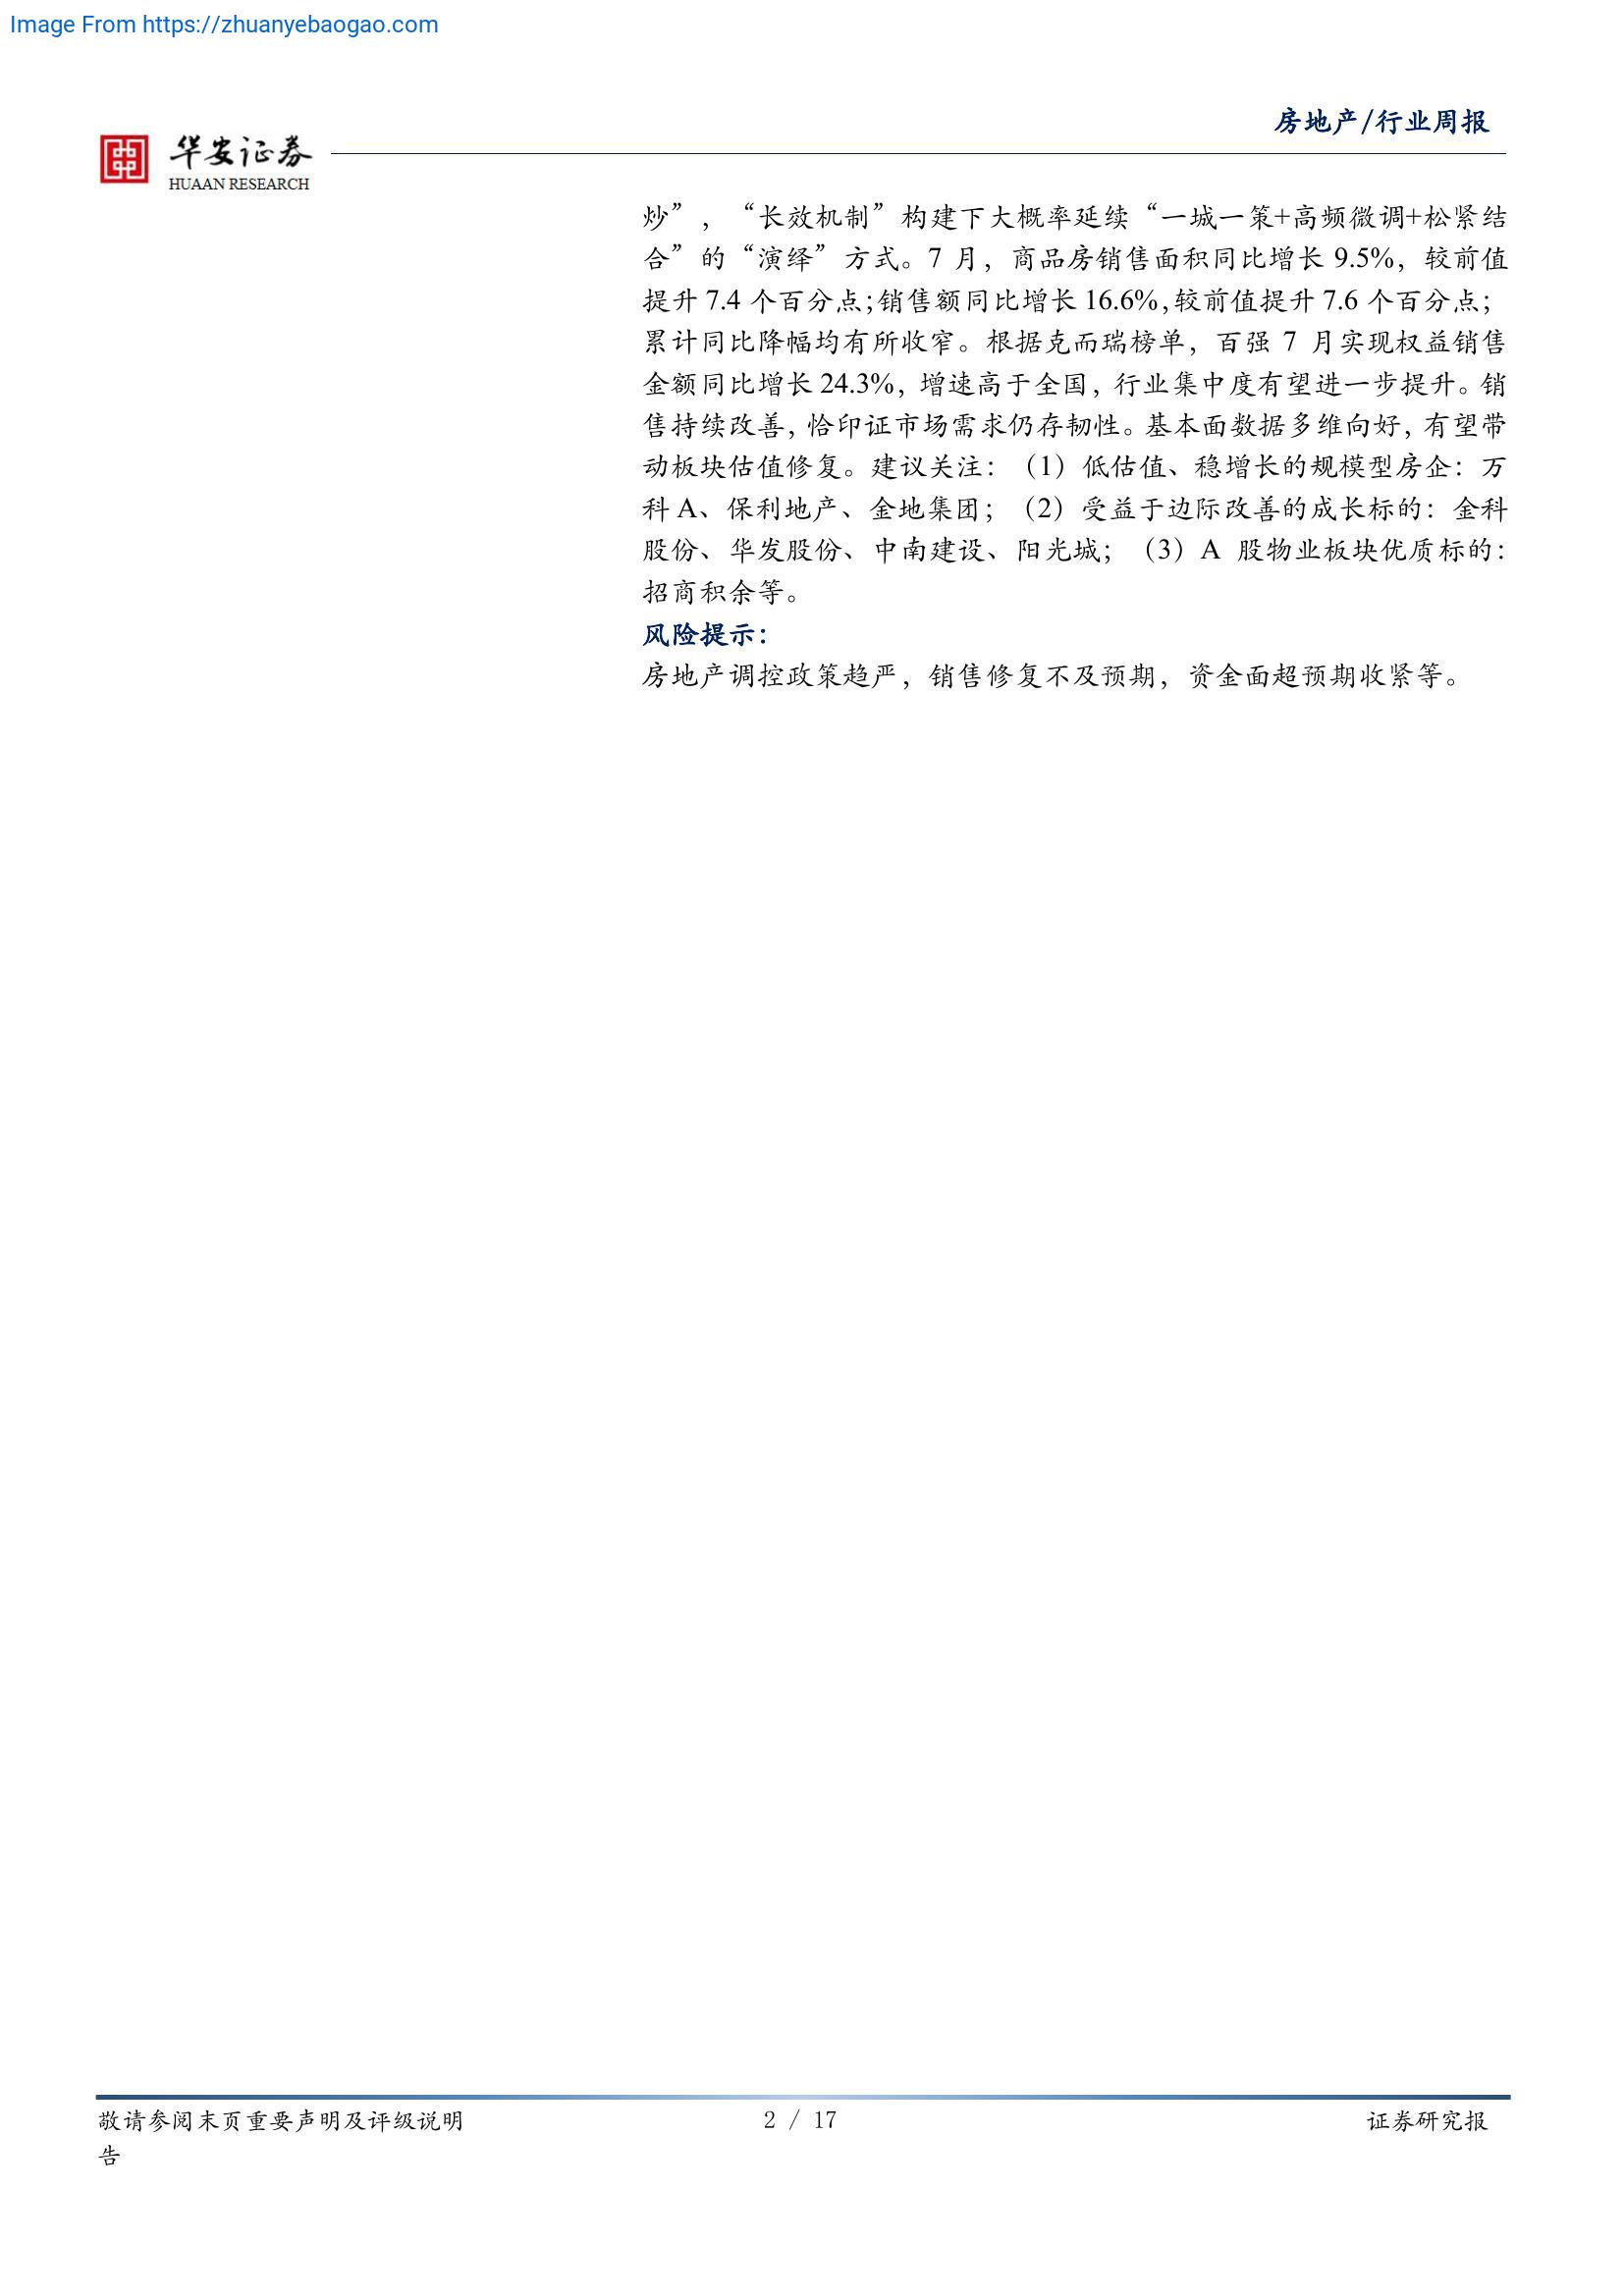 Image From https://zhuanyebaogao.com
房地产/行业周报
华安证券
HUAAN RESEARCH
炒”，“长效机制”构建下大概率延续“一城一策+高频微调+松紧结
合”的“演绎”方式。7 月，商品房销售面积同比增长 9.5%，较前值
提升 7.4 个百分点；销售额同比增长 16.6%，较前值提升 7.6 个百分点；
累计同比降幅均有所收窄。根据克而瑞榜单，百强 7 月实现权益销售
金额同比增长 24.3%，增速高于全国，行业集中度有望进一步提升。销
售持续改善，恰印证市场需求仍存韧性。基本面数据多维向好，有望带
动板块估值修复。建议关注：（1）低估值、稳增长的规模型房企：万
科 A、保利地产、金地集团；（2）受益于边际改善的成长标的：金科
股份、华发股份、中南建设、阳光城；（3）A 股物业板块优质标的：
招商积余等。
风险提示：
房地产调控政策趋严，销售修复不及预期，资金面超预期收紧等。
敬请参阅末页重要声明及评级说明 2 / 17 证券研究报
告